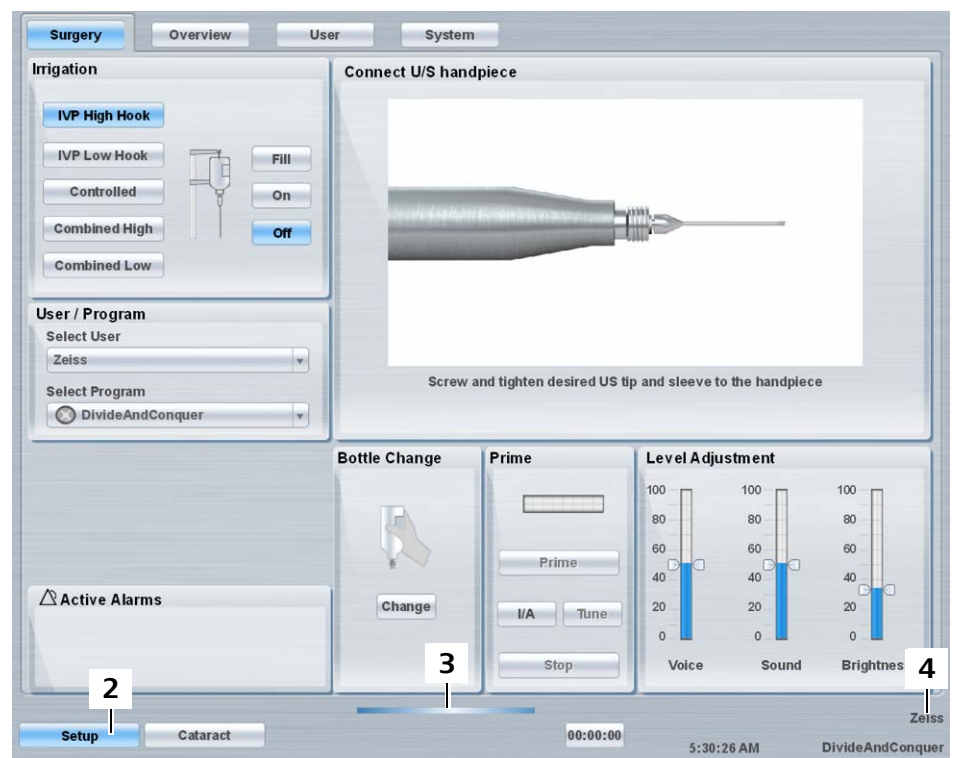 Surgery Overview User System
Irrigation
IVP High Hook
IVP Low Hook
Controlled
Combined High
Combined Low
Fill
On
Off
Connect U/S handpiece
Screw and tighten desired US tip and sleeve to the handpiece
User / Program
Select User
Zeiss
Select Program
DivideAndConquer
Active Alarms
Bottle Change
Change
Prime
Prime
I/A Tune
Stop
Level Adjustment
100 100 100
80 80 80
60 60 60
40 40 40
20 20 20
0 0 0
Voice Sound Brightnes
2
3
4
Setup Cataract
00:00:00
5:30:26 AM
Zeiss
DivideAndConquer